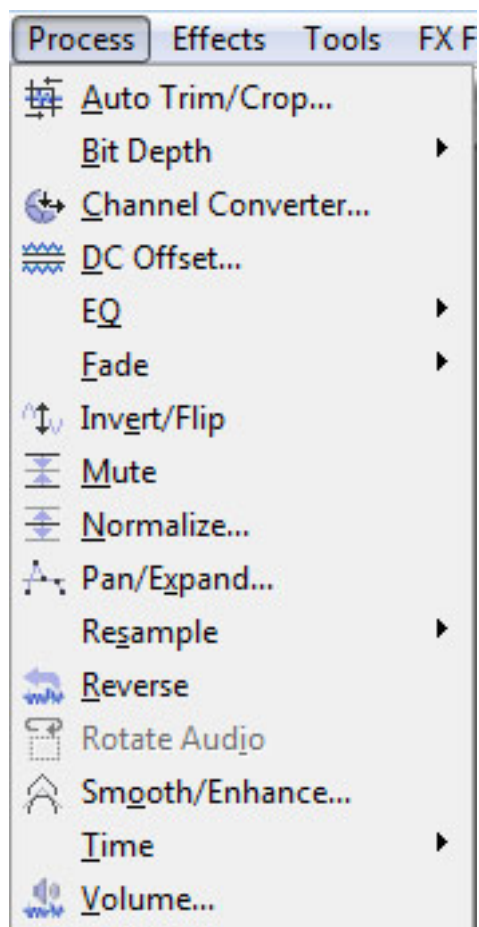 Process Effects Tools FX F
Auto Trim/Crop...
Bit Depth
Channel Converter...
DC Offset...
EQ
Fade
Invert/Flip
Mute
Normalize...
Pan/Expand...
Resample
Reverse
Rotate Audio
Smooth/Enhance...
Time
Volume...